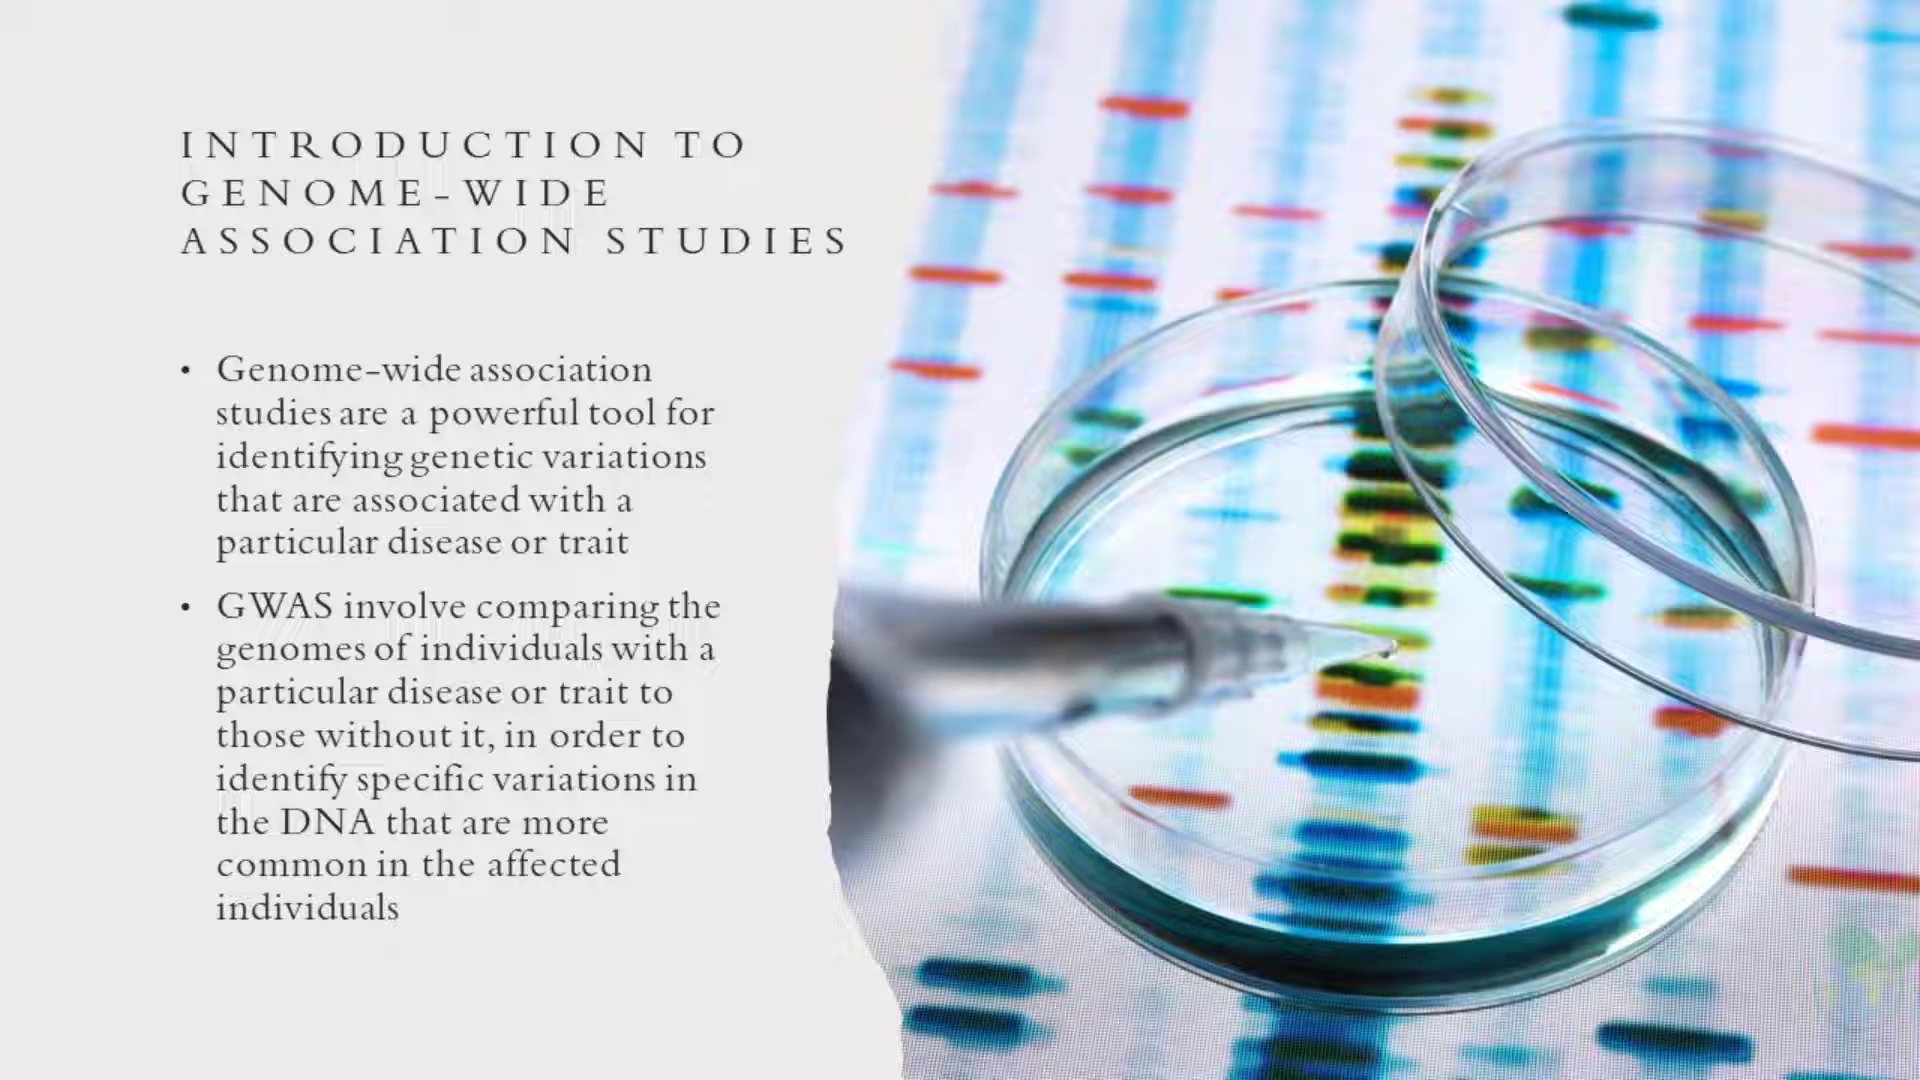 INTRODUCTION TO
GENOME-WIDE
ASSOCIATION STUDIES
• Genome-wide association
studies are a powerful tool for
identifying genetic variations
that are associated with a
particular disease or trait
• GWAS involve comparing the
genomes of individuals with a
particular disease or trait to
those without it, in order to
identify specific variations in
the DNA that are more
common in the affected
individuals